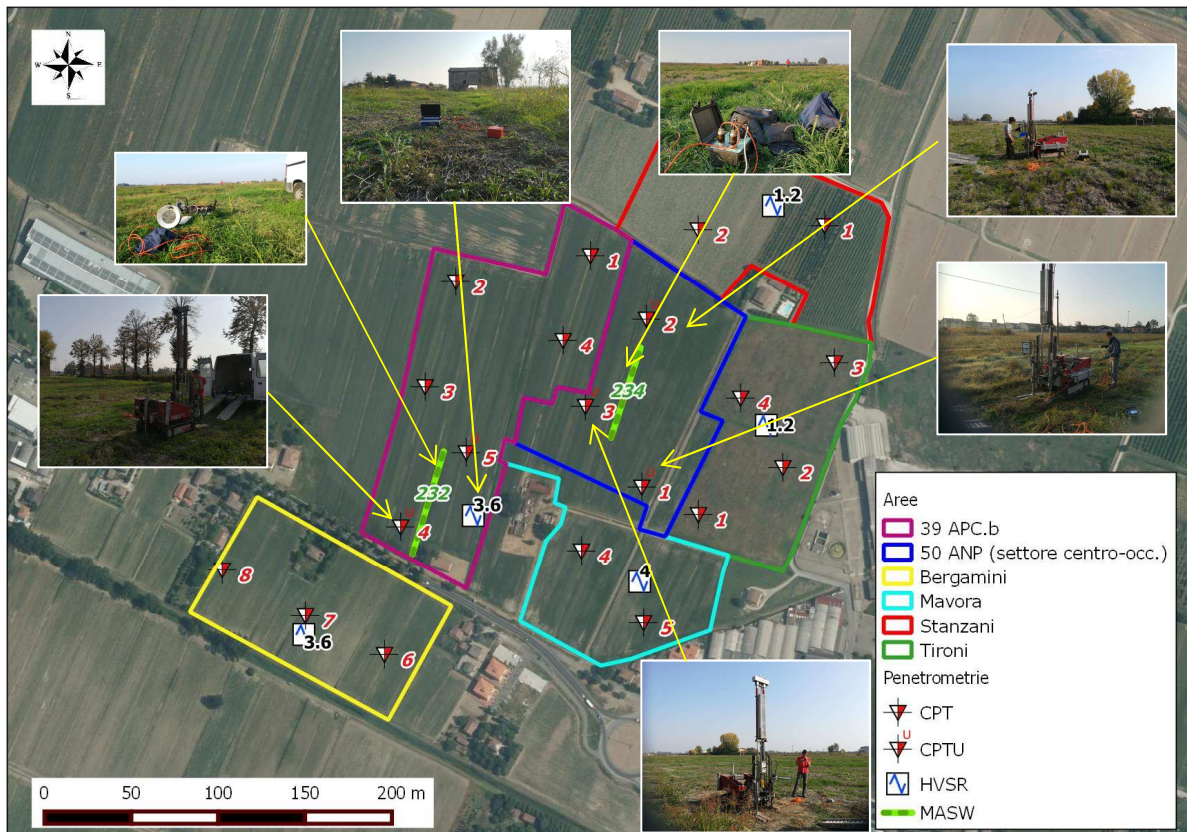 N
W E
S
1.2
2
1
1
2
U
2
4
234
3
3
4
U
3
1.2
U
5
2
U
1
232
3.6
1
U
4
4
4
8
7
5
3.6
6
0 50 100 150 200 m
Aree
39 APC.b
50 ANP (settore centro-occ.)
Bergamini
Mavora
Stanzani
Tironi
Penetrometrie
CPT
U
CPTU
HVSR
MASW